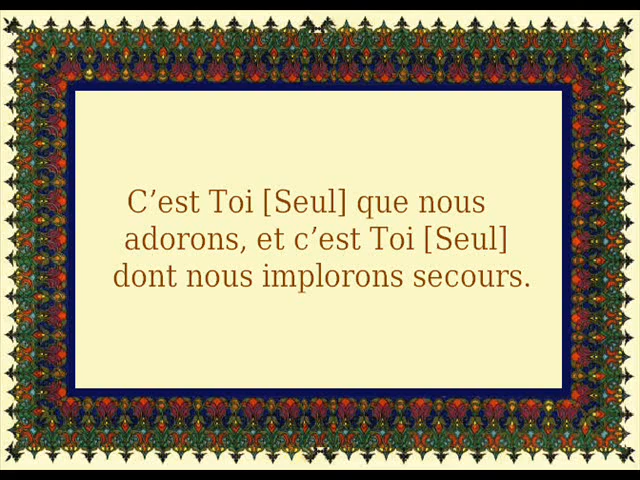 C’est Toi [Seul] que nous
adorons, et c’est Toi [Seul]
dont nous implorons secours.